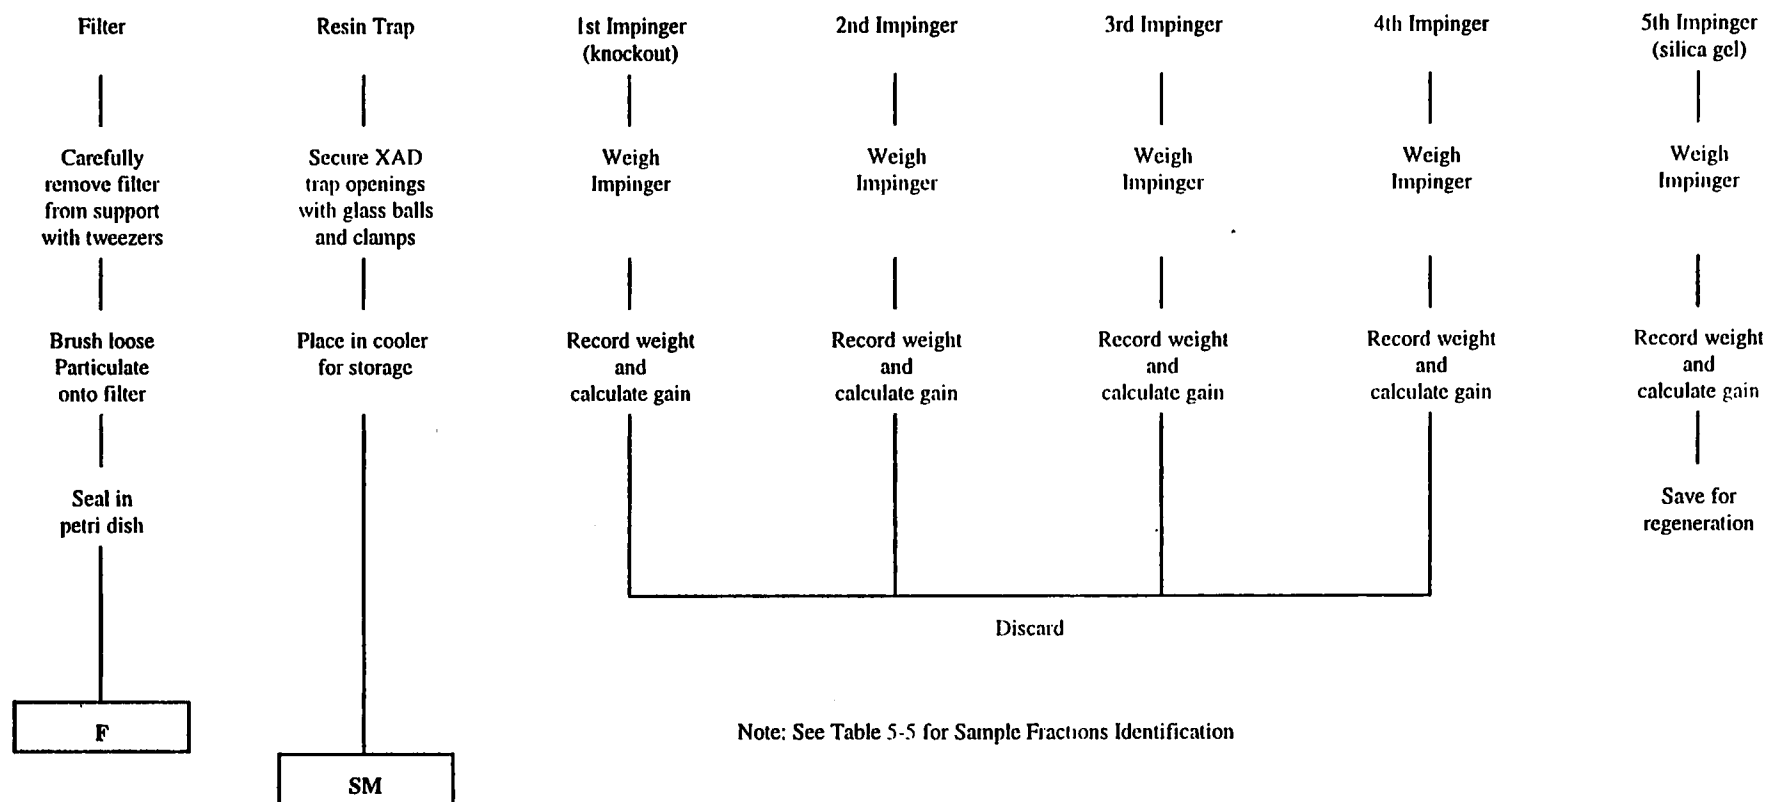 Filter
Carefully
remove filter
from support
with tweezers
Brush loose
Particulate
onto filter
Seal in
petri dish
F
Resin Trap
Secure XAD
trap openings
with glass balls
and clamps
Place in cooler
for storage
SM
1st Impinger
(knockout)
Weigh
Impinger
Record weight
and
calculate gain
2nd Impinger
Weigh
Impinger
Record weight
and
calculate gain
3rd Impinger
Weigh
Impinger
Record weight
and
calculate gain
4th Impinger
Weigh
Impinger
Record weight
and
calculate gain
Discard
5th Impinger
(silica gel)
Weigh
Impinger
Record weight
and
calculate gain
Save for
regeneration
Note: See Table 5-5 for Sample Fractions Identification